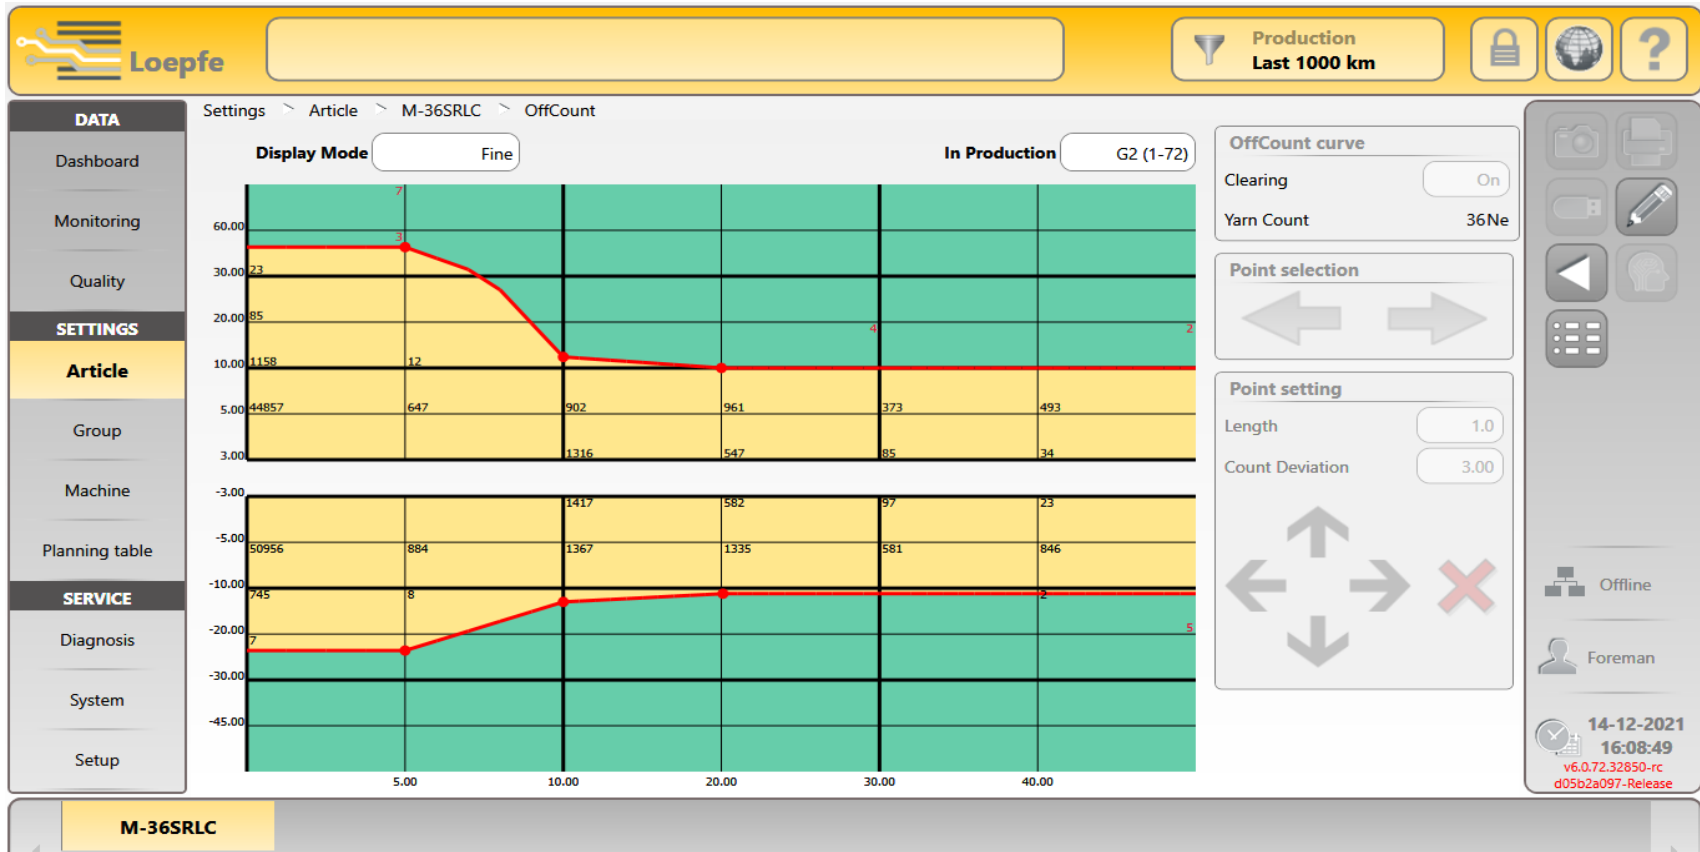 Loepfe
Production
Last 1000 km
?
DATA
Dashboard
Monitoring
Quality
SETTINGS
Article
Group
Machine
Planning table
SERVICE
Diagnosis
System
Setup
Settings > Article > M-36SRLC > OffCount
Display Mode Fine
In Production G2 (1-72)
7
60.00
3
30.00 23
20.00 85 4 2
10.00 1158 12
5.00 44857 647 902 961 373 493
3.00 1316 547 85 34
-3.00 1417 582 97 23
-5.00 50956 884 1367 1335 581 846
-10.00 745 8 2
-20.00 7 5
-30.00
-45.00
5.00 10.00 20.00 30.00 40.00
OffCount curve
Clearing On
Yarn Count 36Ne
Point selection
Point setting
Length 1.0
Count Deviation 3.00
Offline
Foreman
14-12-2021
16:08:49
v6.0.72.32850-rc
d05b2a097-Release
M-36SRLC